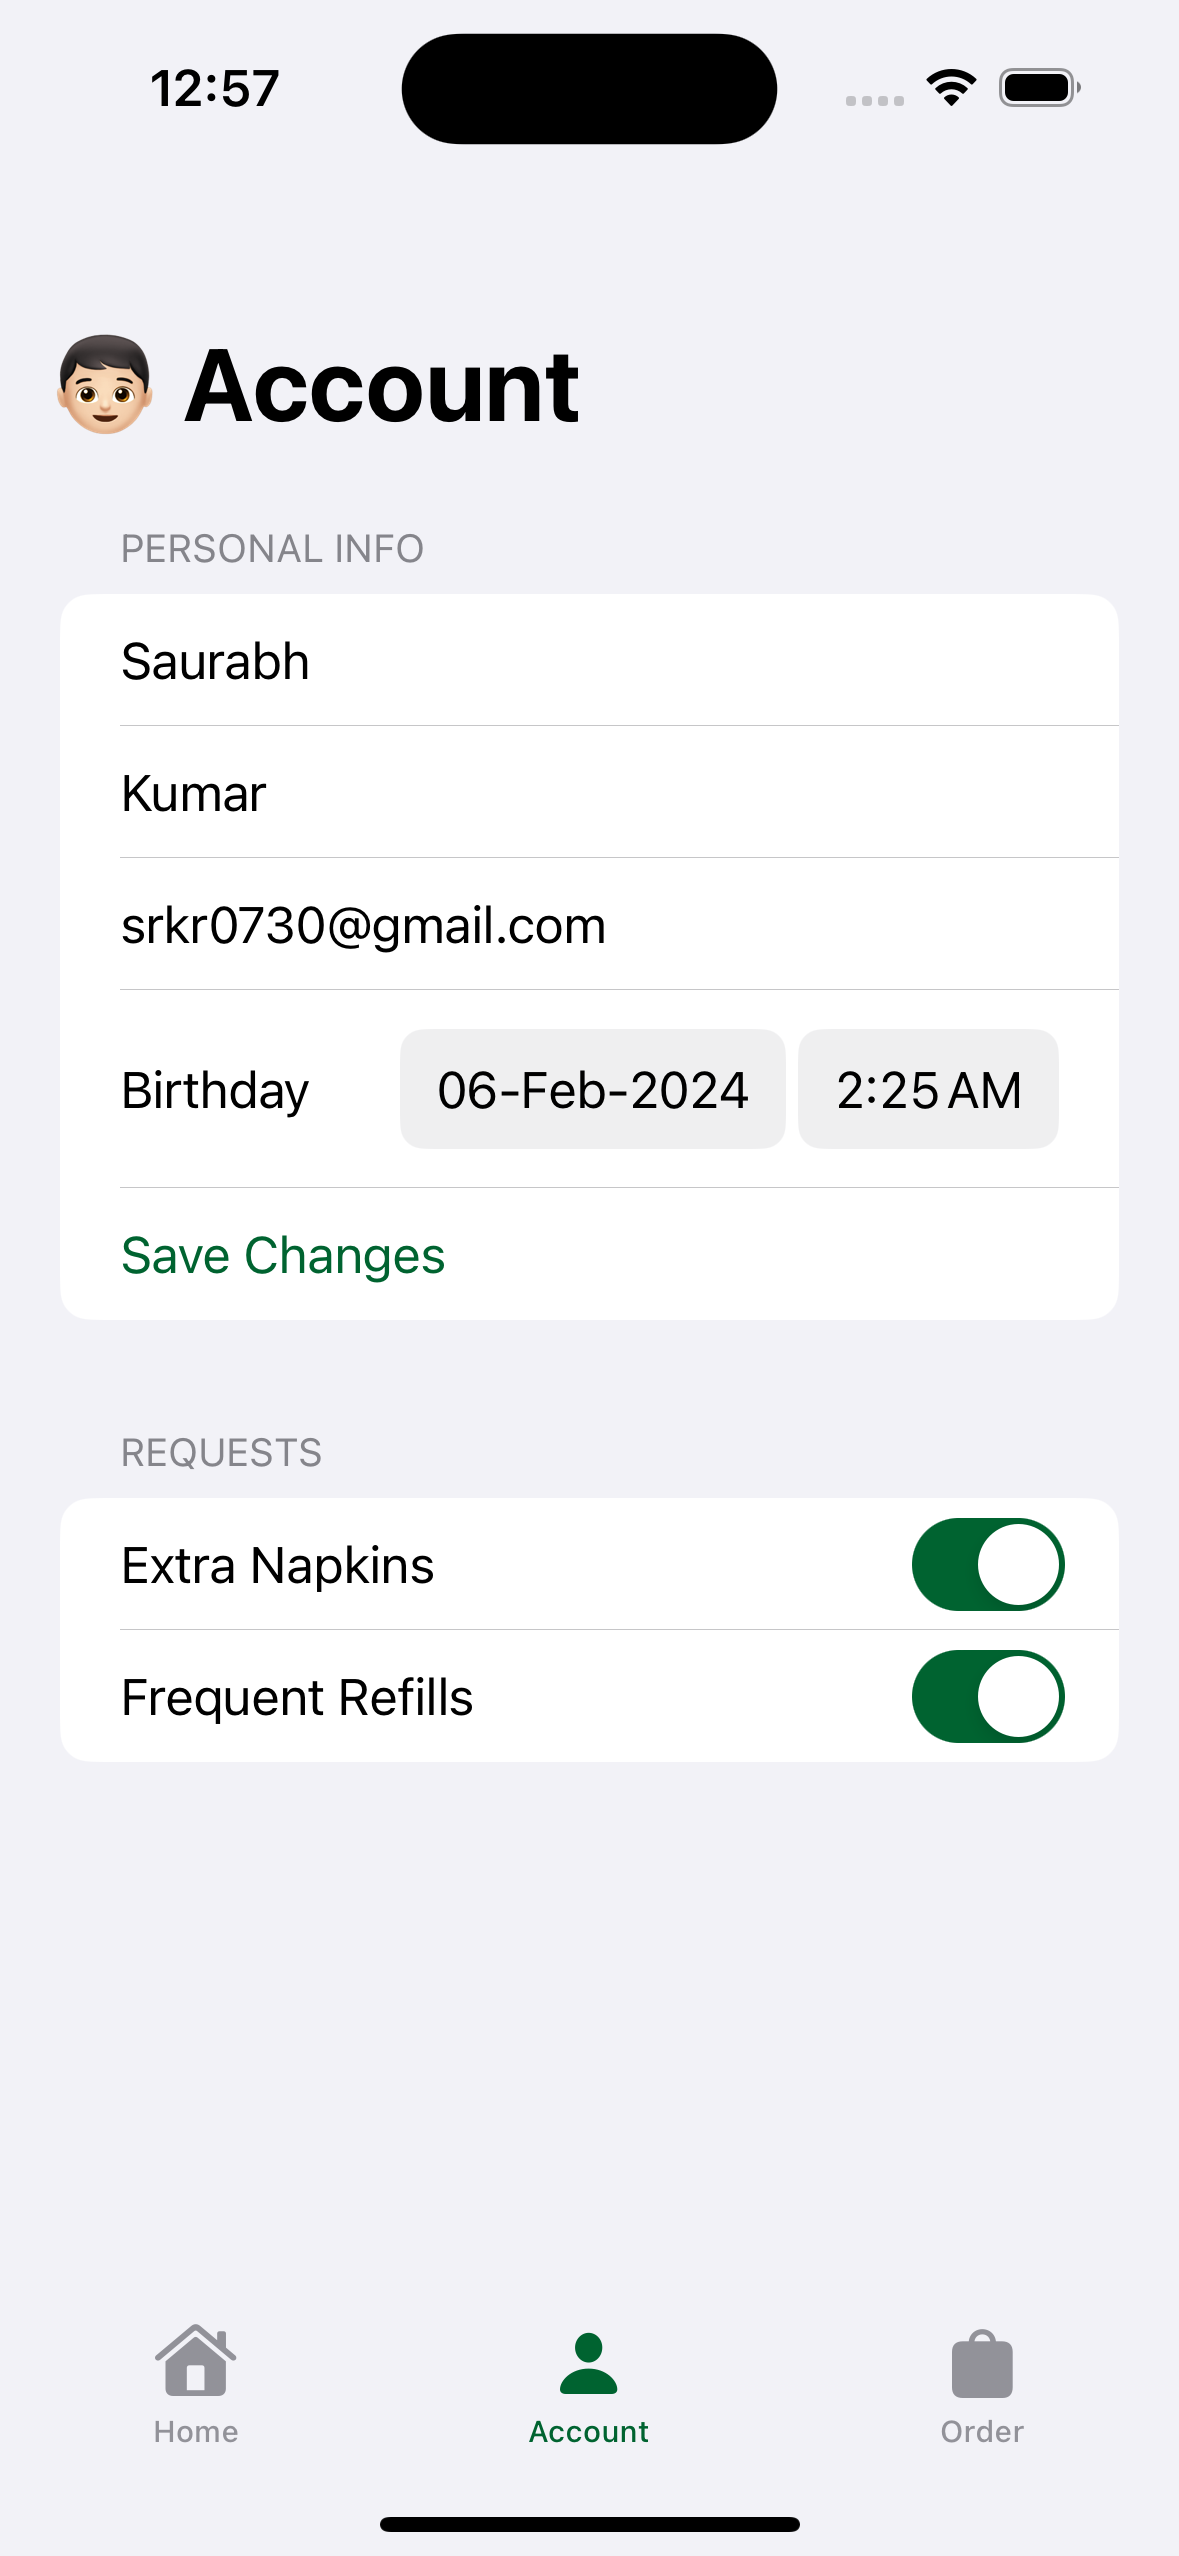 12:57
Account
PERSONAL INFO
Saurabh
Kumar
srkr0730@gmail.com
Birthday 06-Feb-2024 2:25 AM
Save Changes
REQUESTS
Extra Napkins
Frequent Refills
Home Account Order